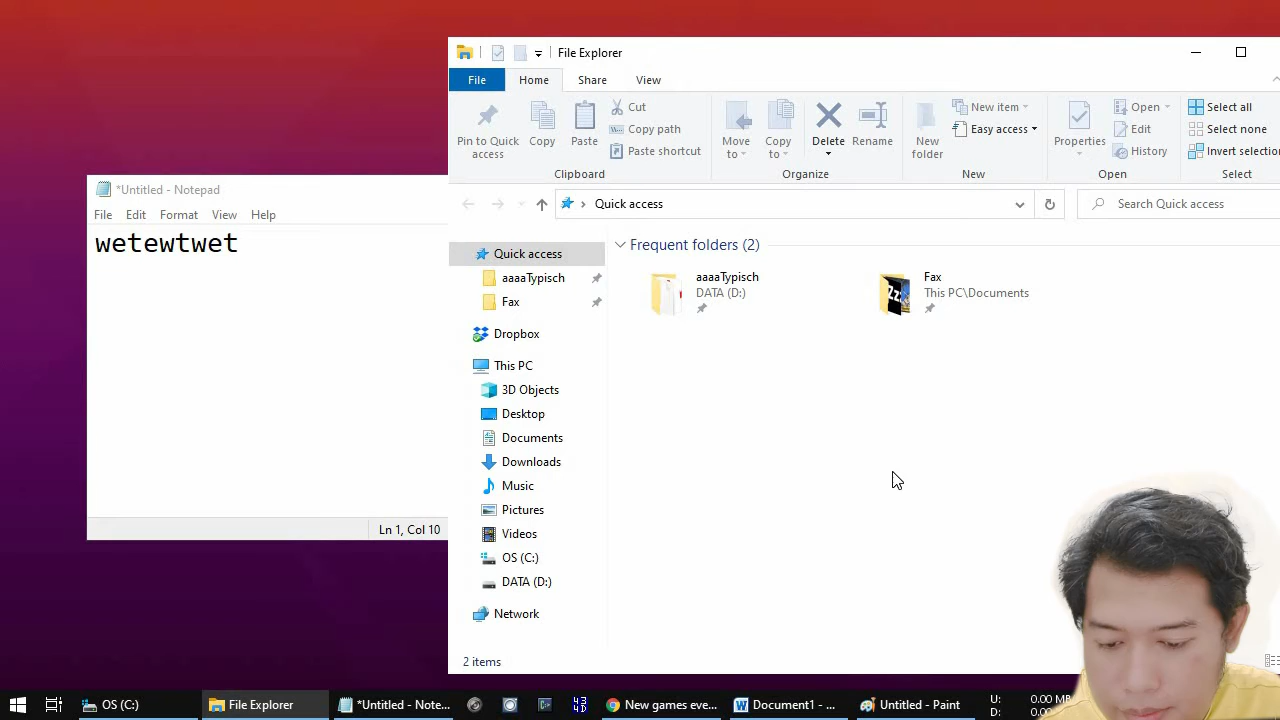 File Explorer
File Home Share View
Pin to Quick access
Copy
Paste
Cut
Copy path
Paste shortcut
Clipboard
Move to
Copy to
Delete
Rename
Organize
New folder
New item
Easy access
New
Properties
Open
Edit
History
Open
Select all
Select none
Invert selection
Select
Quick access
Search Quick access
*Untitled - Notepad
File Edit Format View Help
wetewtwet
Ln 1, Col 10
Quick access
aaaaTypisch
Fax
Dropbox
This PC
3D Objects
Desktop
Documents
Downloads
Music
Pictures
Videos
OS (C:)
DATA (D:)
Network
Frequent folders (2)
aaaaTypisch
DATA (D:)
Fax
This PC\Documents
2 items
OS (C:)
File Explorer
*Untitled - Note...
New games eve...
Document1 - ...
Untitled - Paint
U: 0.00 MB
D: 0.00